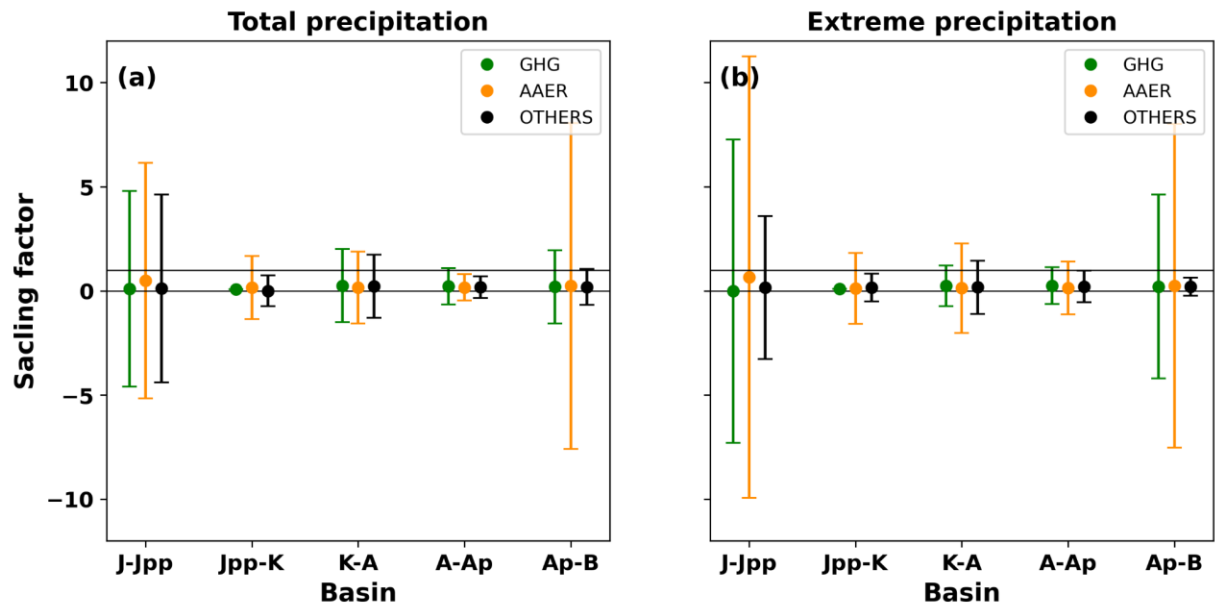 Total precipitation
Extreme precipitation
(a)
GHG
AAER
OTHERS
(b)
GHG
AAER
OTHERS
10
5
0
−5
−10
Sacling factor
J-Jpp Jpp-K K-A A-Ap Ap-B
Basin
J-Jpp Jpp-K K-A A-Ap Ap-B
Basin